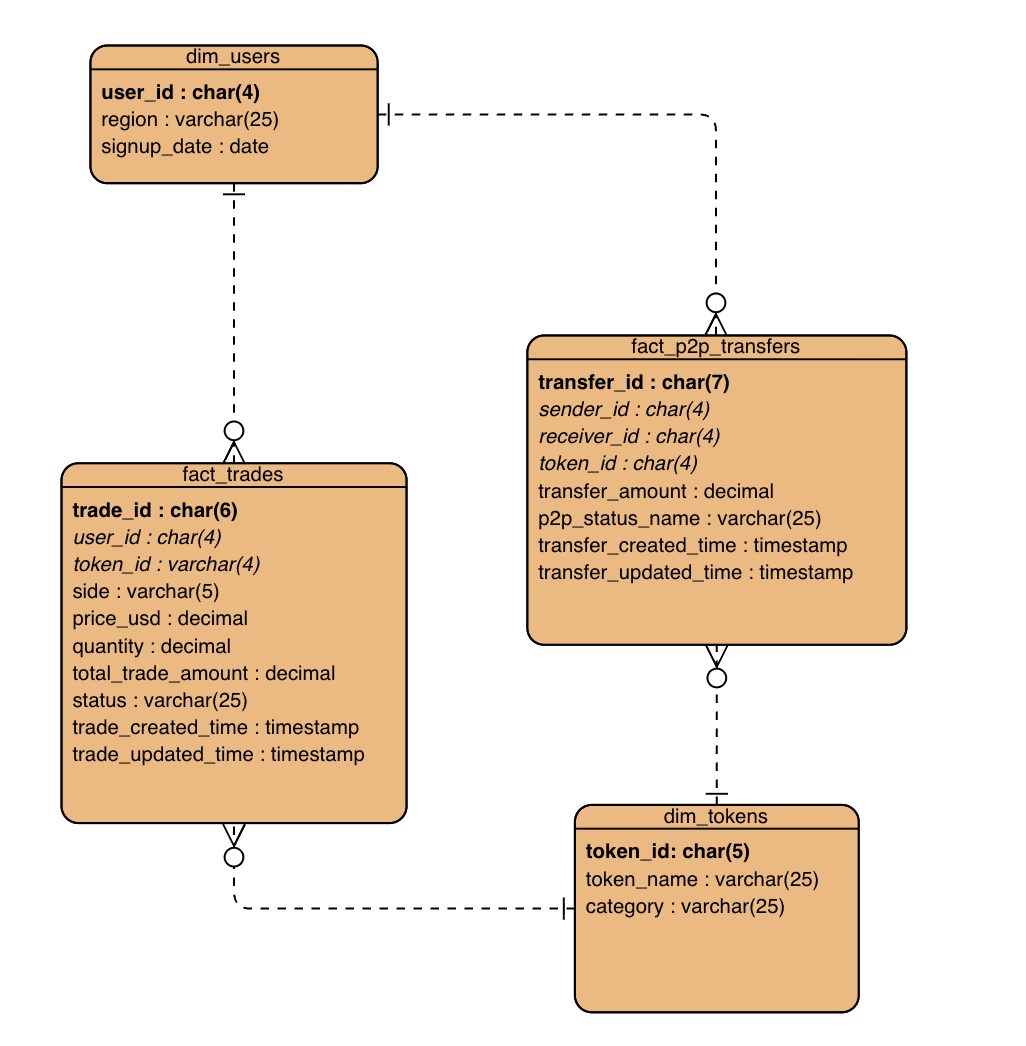 dim_users
user_id : char(4)
region : varchar(25)
signup_date : date
fact_p2p_transfers
transfer_id : char(7)
sender_id : char(4)
receiver_id : char(4)
token_id : char(4)
transfer_amount : decimal
p2p_status_name : varchar(25)
transfer_created_time : timestamp
transfer_updated_time : timestamp
fact_trades
trade_id : char(6)
user_id : char(4)
token_id : varchar(4)
side : varchar(5)
price_usd : decimal
quantity : decimal
total_trade_amount : decimal
status : varchar(25)
trade_created_time : timestamp
trade_updated_time : timestamp
dim_tokens
token_id: char(5)
token_name : varchar(25)
category : varchar(25)